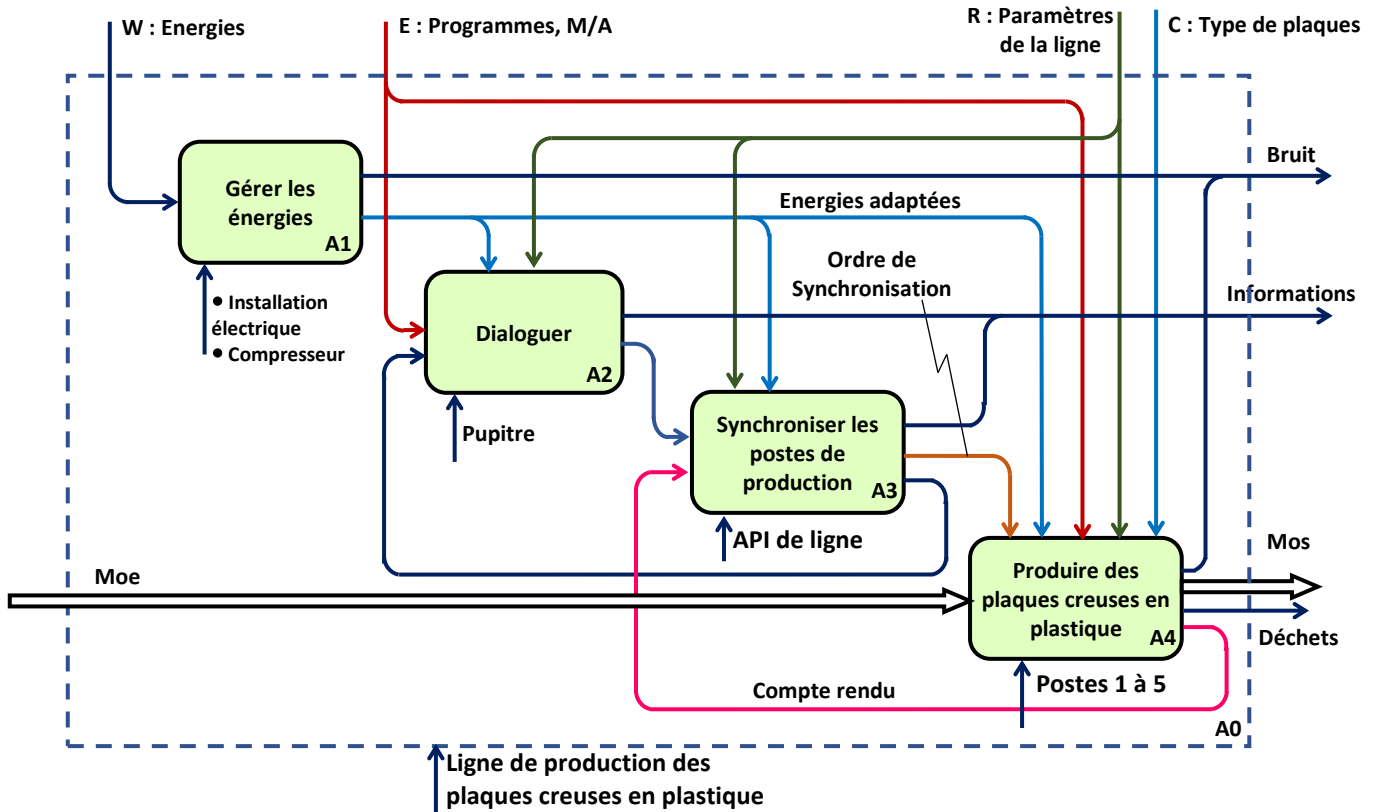 W : Energies
E : Programmes, M/A
R : Paramètres
de la ligne
C : Type de plaques
Gérer les
énergies
A1
Bruit
Energies adaptées
• Installation
électrique
• Compresseur
Ordre de
Synchronisation
Informations
Dialoguer
A2
Pupitre
Synchroniser les
postes de
production
A3
API de ligne
Moe
Mos
Produire des
plaques creuses en
plastique
A4
Déchets
Postes 1 à 5
Compte rendu
A0
Ligne de production des
plaques creuses en plastique